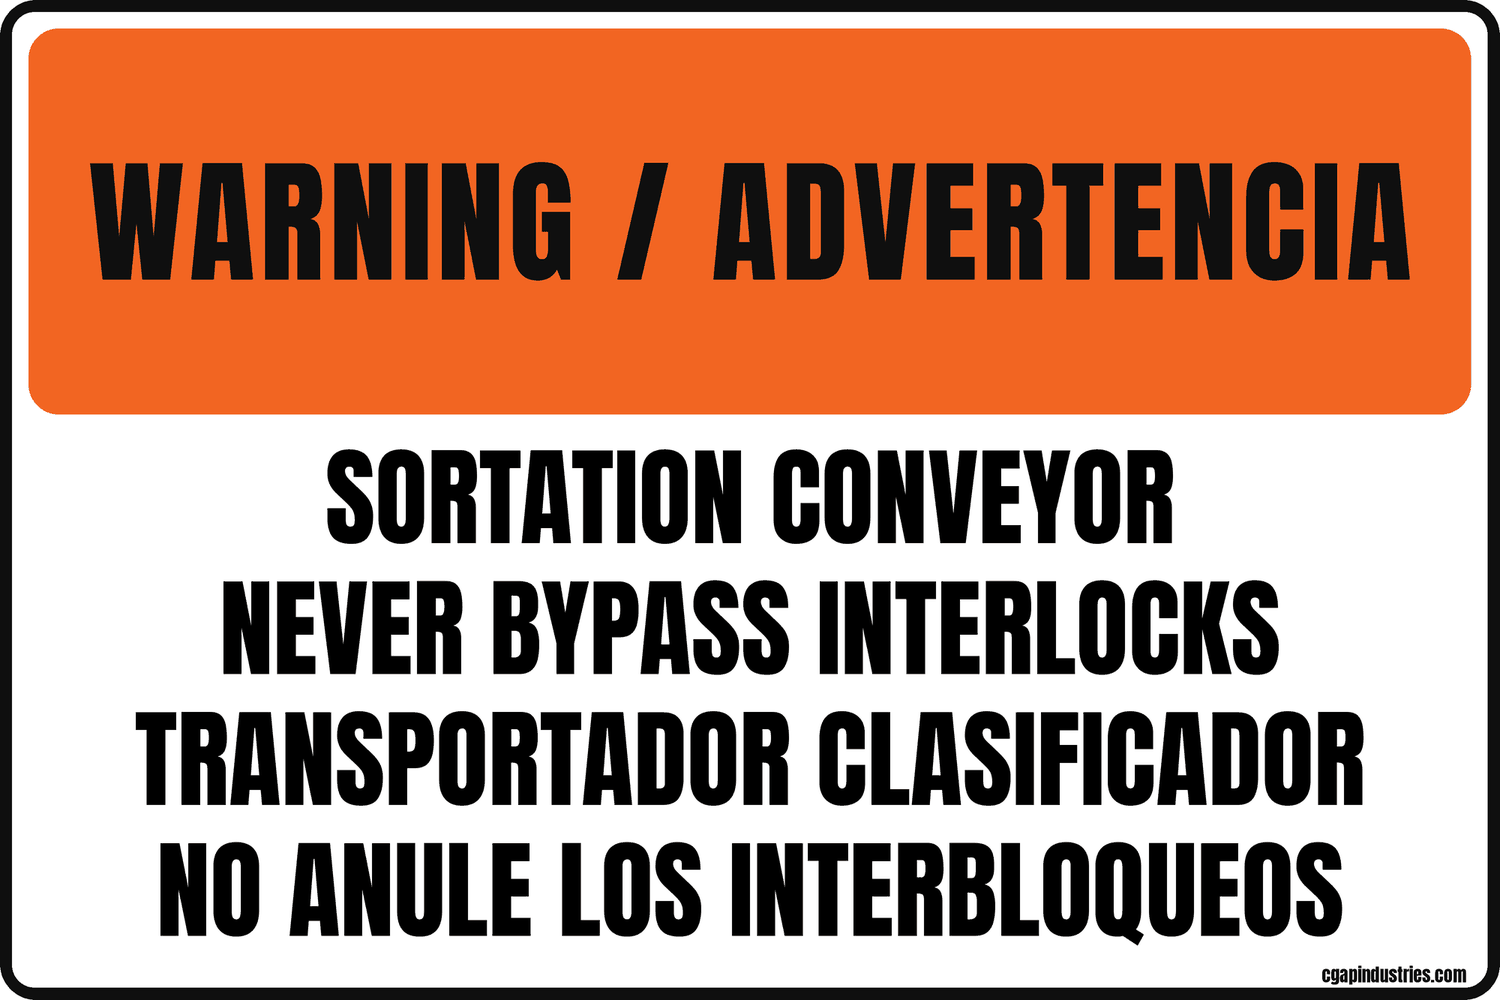 WARNING / ADVERTENCIA
SORTATION CONVEYOR
NEVER BYPASS INTERLOCKS
TRANSPORTADOR CLASIFICADOR
NO ANULE LOS INTERBLOQUEOS
cgapindustries.com